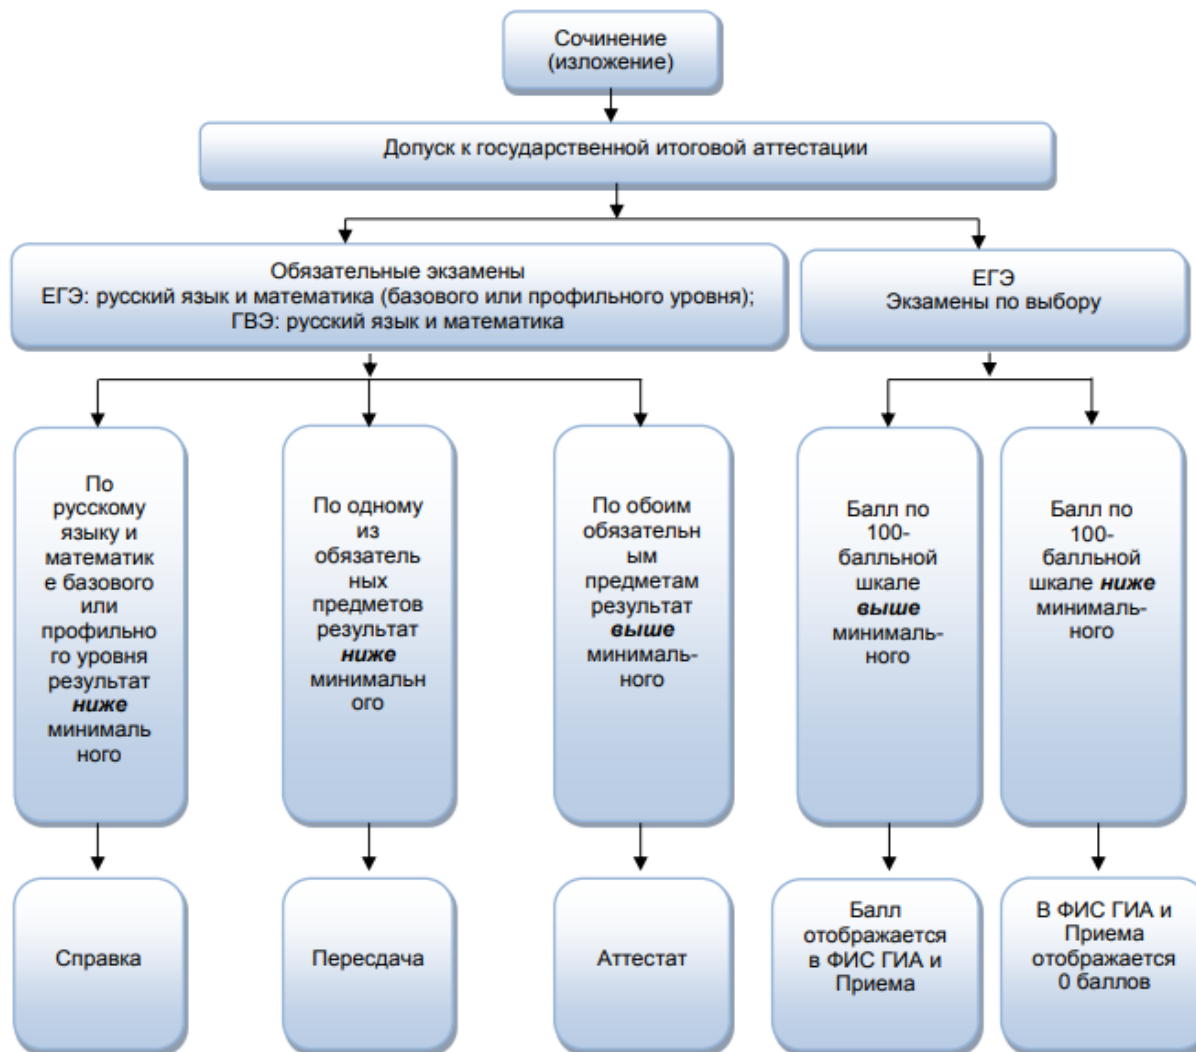 Сочинение
(изложение)
Допуск к государственной итоговой аттестации
Обязательные экзамены
ЕГЭ: русский язык и математика (базового или профильного уровня);
ГВЭ: русский язык и математика
ЕГЭ
Экзамены по выбору
По
русскому
языку и
математик
е базового
или
профильно
го уровня
результат
ниже
минималь
ного
По одному
из
обязатель
ных
предметов
результат
ниже
минимальн
ого
По обоим
обязательн
ым
предметам
результат
выше
минималь-
ного
Балл по
100-
балльной
шкале
выше
минималь-
ного
Балл по
100-
балльной
шкале ниже
минималь-
ного
Справка
Пересдача
Аттестат
Балл
отображается
в ФИС ГИА и
Приема
В ФИС ГИА и
Приема
отображается
0 баллов